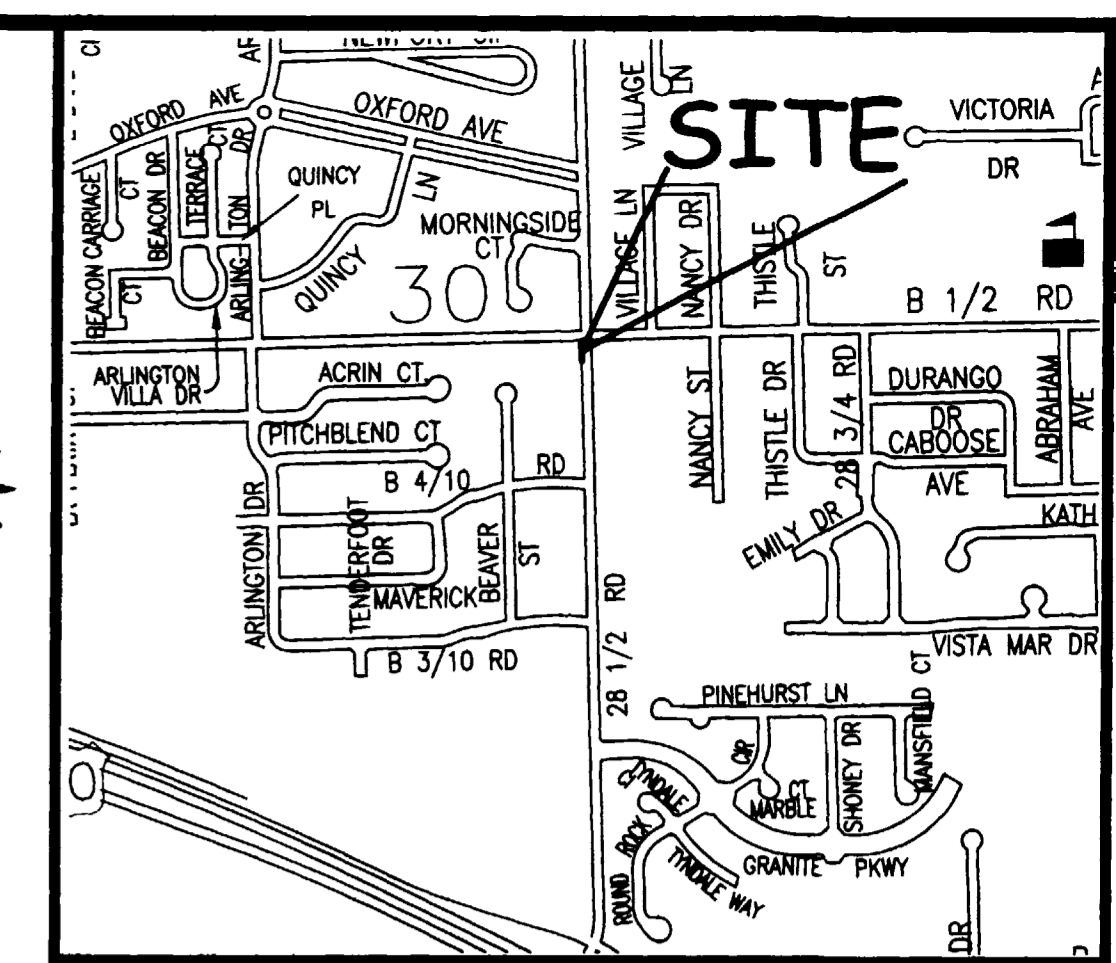 NEWPORT CIR
OXFORD AVE
OXFORD AVE
VILLAGE
LN
SITE
VICTORIA
DR
BEACON CARRIAGE
CT
CT
BEACON DR
TERRACE
CT
ARLINGTON
DR
QUINCY
PL
QUINCY
LN
MORNINGSIDE
CT
30
VILLAGE LN
NANCY DR
THISTLE
ST
B 1/2 RD
ARLINGTON
VILLA DR
ACRIN CT
PITCHBLEND CT
B 4/10
RD
NANCY ST
THISTLE DR
28 3/4 RD
DURANGO
DR
CABOOSE
AVE
ABRAHAM
AVE
KATH
EMILY DR
ARLINGTON DR
TENDERFOOT
DR
MAVERICK
BEAVER
ST
B 3/10 RD
28 1/2 RD
VISTA MAR DR
PINEHURST LN
MANSFIELD CT
CIR
CT
TYNDALE
CT
MARBLE
SHONEY DR
ROUND ROCK
TYNDALE WAY
GRANITE PKWY
DR